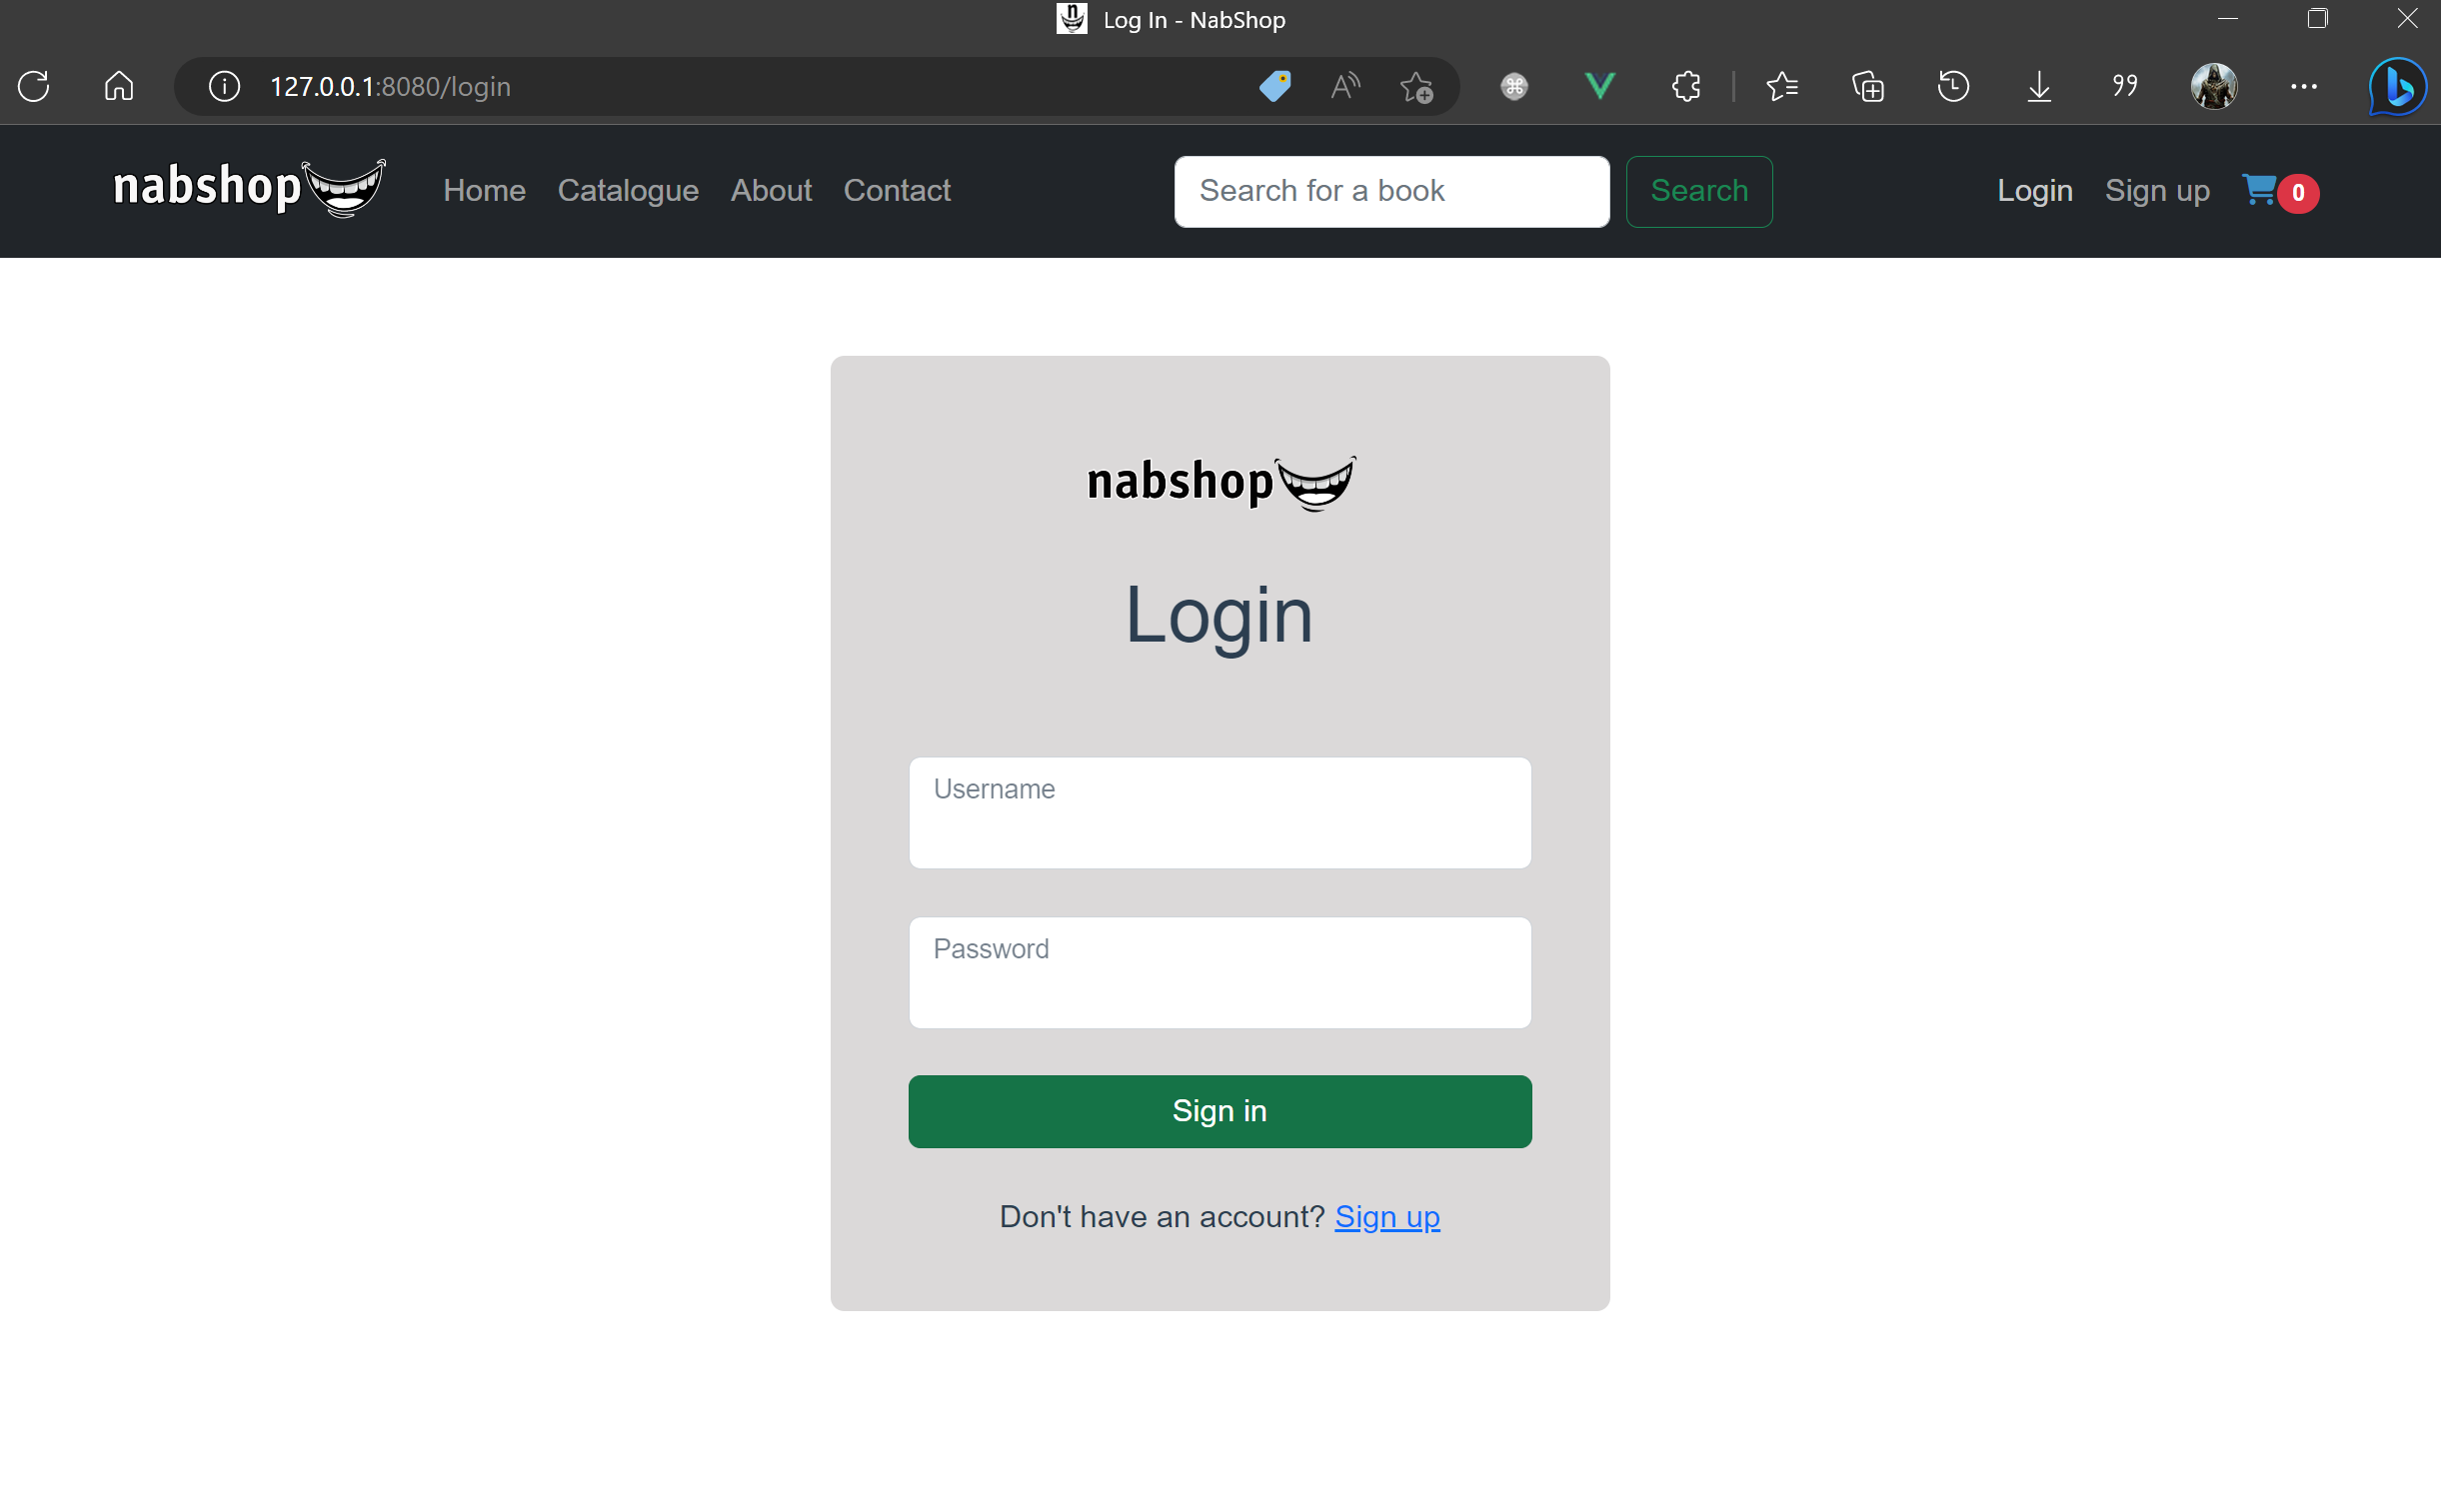 Log In - NabShop
127.0.0.1:8080/login
nabshop Home Catalogue About Contact Search for a book Search Login Sign up 0
nabshop
Login
Username
Password
Sign in
Don't have an account? Sign up